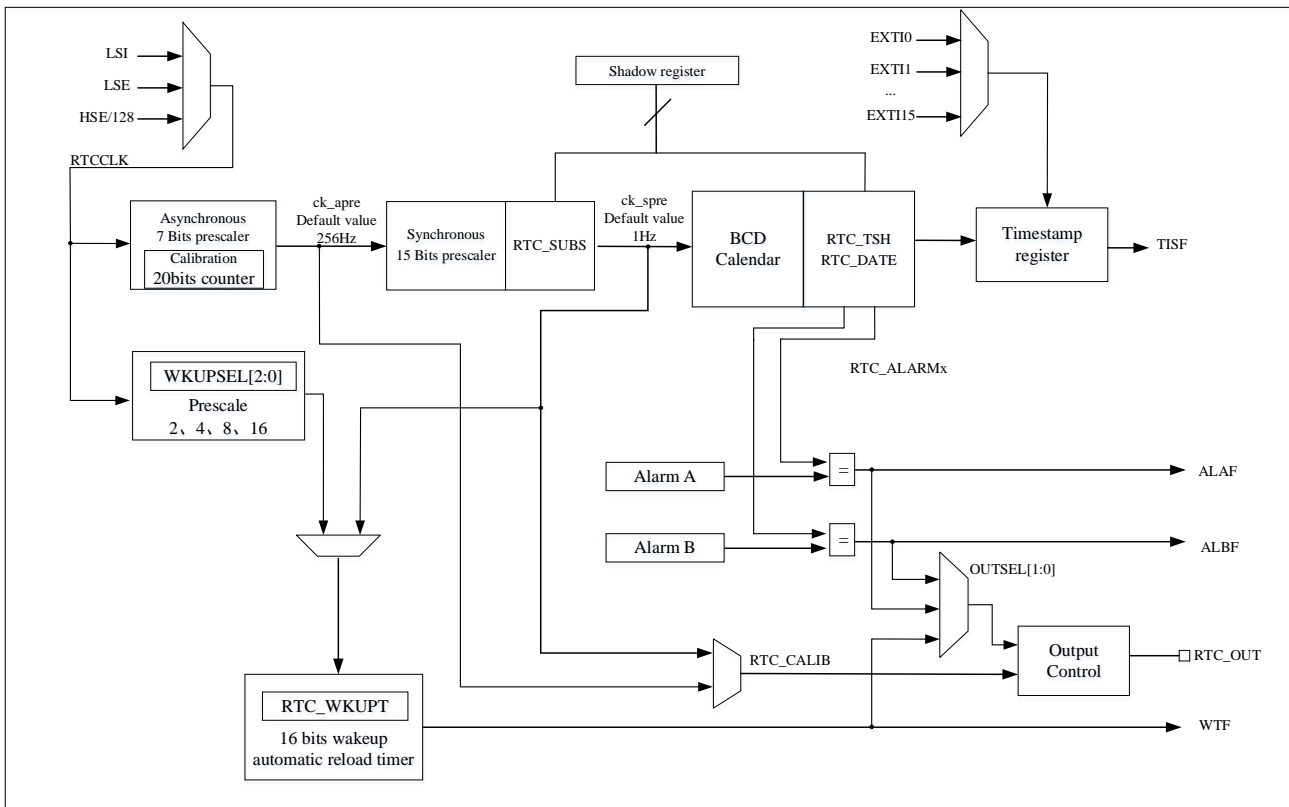 LSI
LSE
HSE/128
RTCCLK
Shadow register
EXTI0
EXTI1
...
EXTI15
Asynchronous
7 Bits prescaler
Calibration
20bits counter
ck_apre
Default value
256Hz
Synchronous
15 Bits prescaler
RTC_SUBS
ck_spre
Default value
1Hz
BCD
Calendar
RTC_TSH
RTC_DATE
Timestamp
register
TISF
WKUPSEL[2:0]
Prescale
2、4、8、16
RTC_ALARMx
Alarm A
=
ALAF
Alarm B
=
ALBF
OUTSEL[1:0]
RTC_CALIB
Output
Control
RTC_OUT
RTC_WKUPT
16 bits wakeup
automatic reload timer
WTF